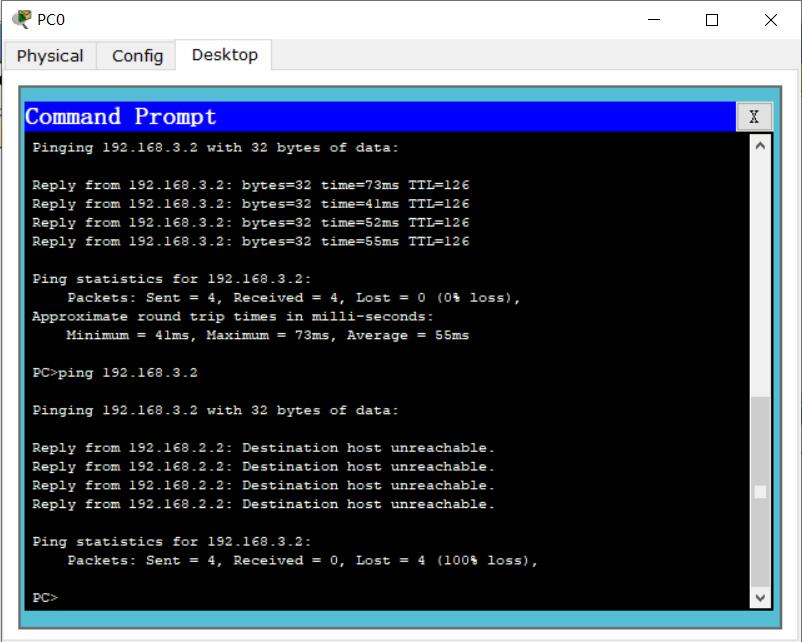 PC0
Physical Config Desktop
Command Prompt X
Pinging 192.168.3.2 with 32 bytes of data:
Reply from 192.168.3.2: bytes=32 time=73ms TTL=126
Reply from 192.168.3.2: bytes=32 time=41ms TTL=126
Reply from 192.168.3.2: bytes=32 time=52ms TTL=126
Reply from 192.168.3.2: bytes=32 time=55ms TTL=126
Ping statistics for 192.168.3.2:
Packets: Sent = 4, Received = 4, Lost = 0 (0% loss),
Approximate round trip times in milli-seconds:
Minimum = 41ms, Maximum = 73ms, Average = 55ms
PC>ping 192.168.3.2
Pinging 192.168.3.2 with 32 bytes of data:
Reply from 192.168.2.2: Destination host unreachable.
Reply from 192.168.2.2: Destination host unreachable.
Reply from 192.168.2.2: Destination host unreachable.
Reply from 192.168.2.2: Destination host unreachable.
Ping statistics for 192.168.3.2:
Packets: Sent = 4, Received = 0, Lost = 4 (100% loss),
PC>